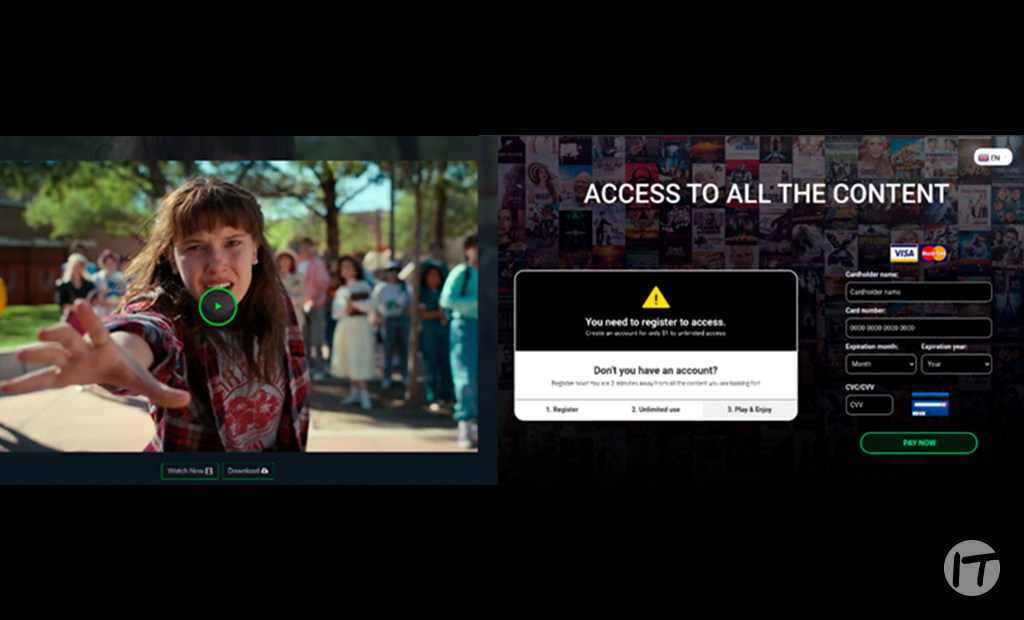 Watch Now
Download
EN
ACCESS TO ALL THE CONTENT
VISA
MasterCard
You need to register to access.
Create an account for only $1 to unlimited access
Don't you have an account?
Register now! You are 2 minutes away from all the content you are looking for!
1. Register
2. Unlimited use
3. Play & Enjoy
Cardholder name:
Cardholder name
Card number:
0000 0000 0000 0000
Expiration month:
Expiration year:
Month
Year
CVC/CVV
CVV
PAY NOW
IT